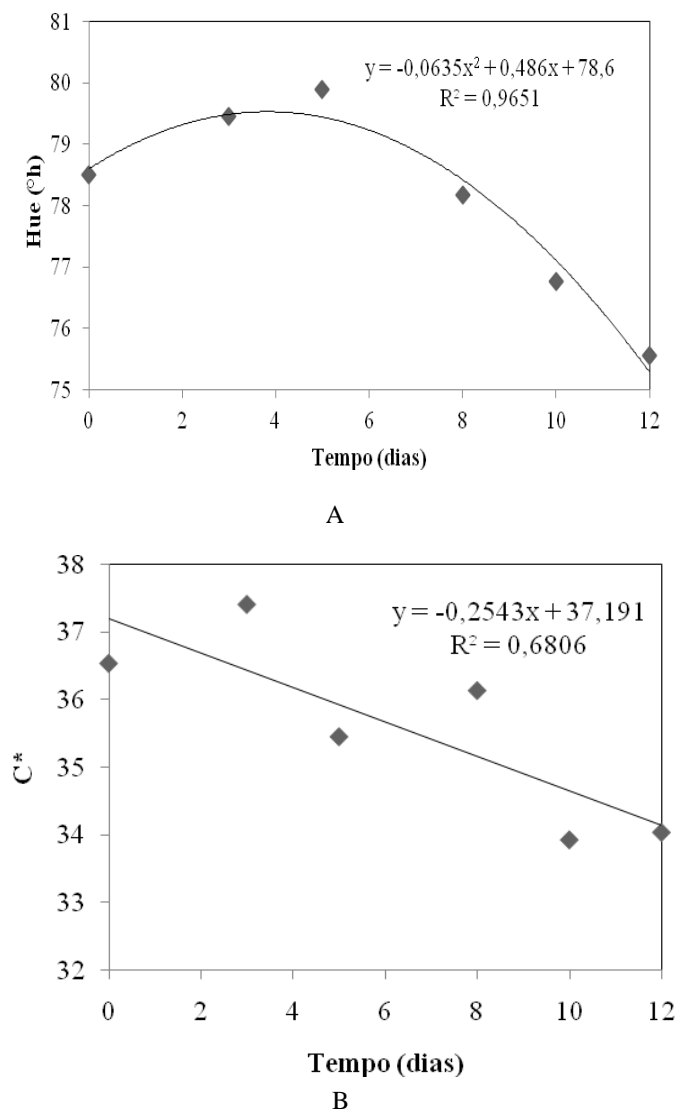 81
80
79
78
77
76
75
Hue (°h)
y = -0,0635x² + 0,486x + 78,6
R² = 0,9651
0 2 4 6 8 10 12
Tempo (dias)
A
38
37
36
35
34
33
32
C*
y = -0,2543x + 37,191
R² = 0,6806
0 2 4 6 8 10 12
Tempo (dias)
B